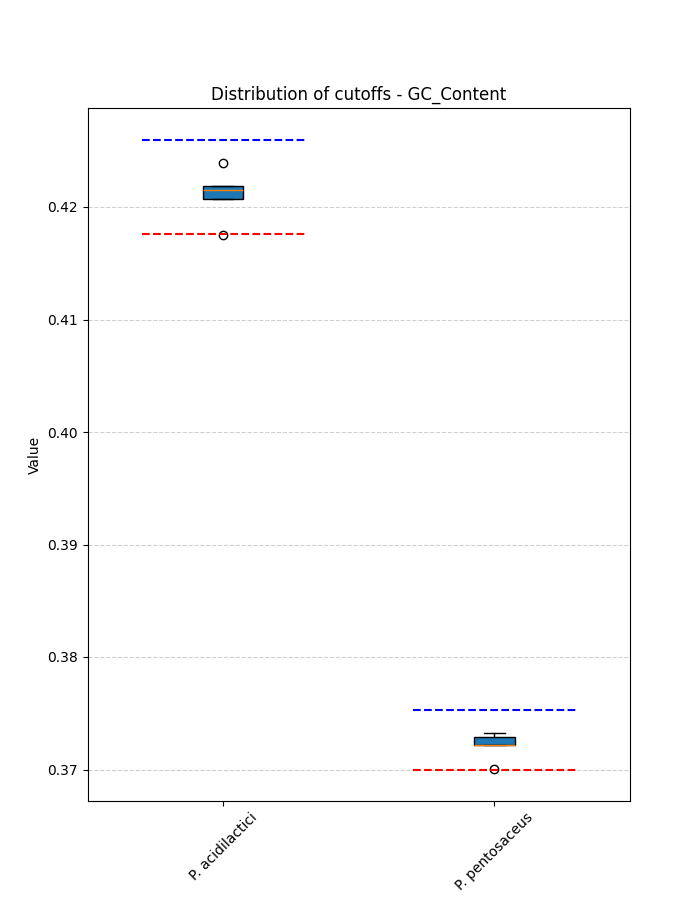 Distribution of cutoffs - GC_Content
0.42
0.41
0.40
0.39
0.38
0.37
Value
P. acidilactici
P. pentosaceus